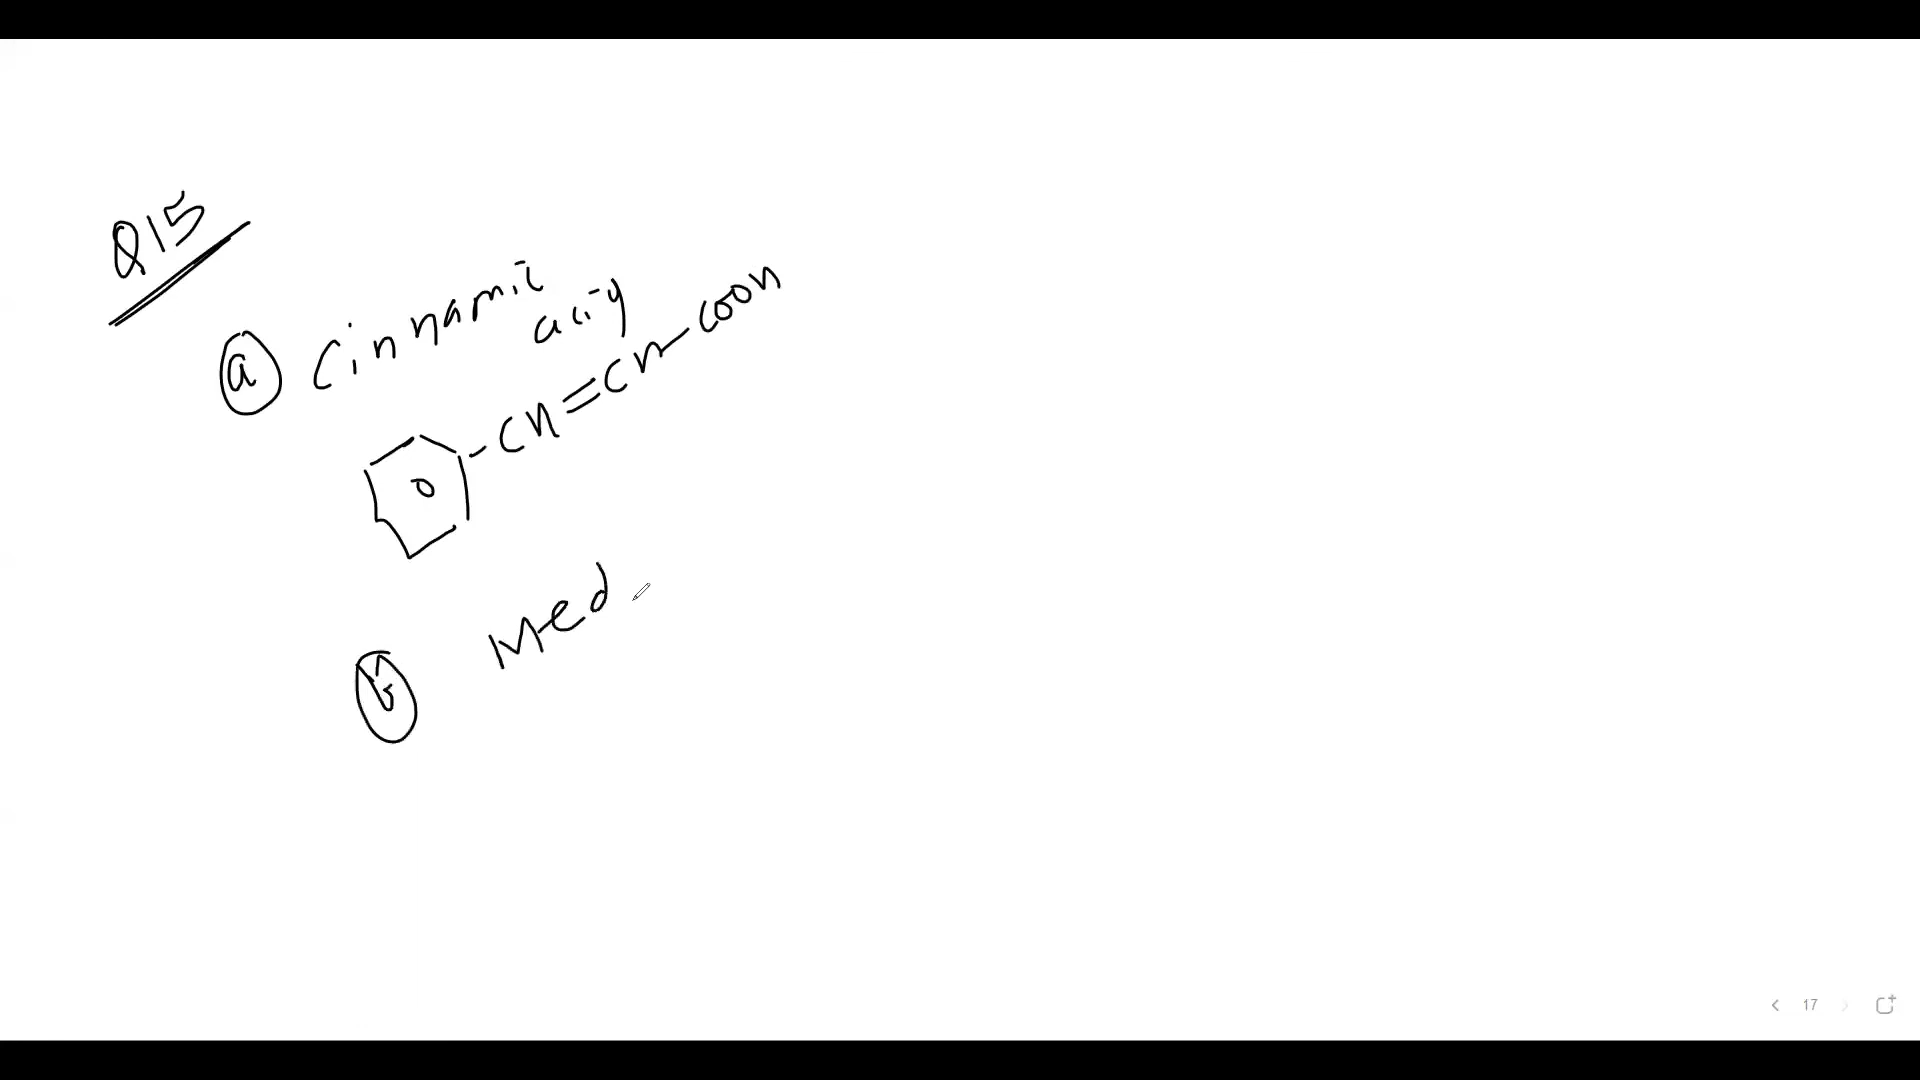 Q15
(a) Cinnamic
acid
-CH=CH-COOH
(b) Med
17